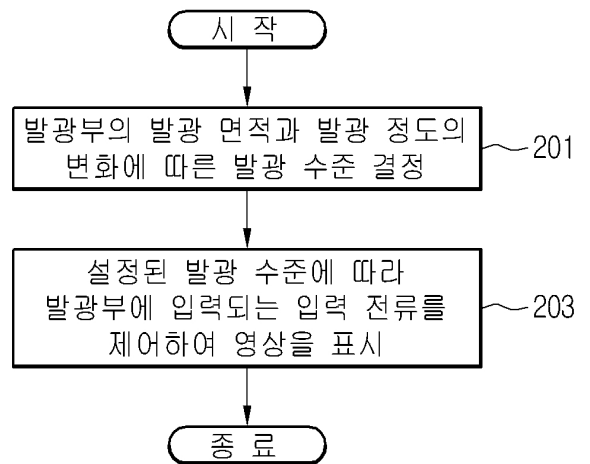 시 작
발광부의 발광 면적과 발광 정도의
변화에 따른 발광 수준 결정
201
설정된 발광 수준에 따라
발광부에 입력되는 입력 전류를
제어하여 영상을 표시
203
종 료